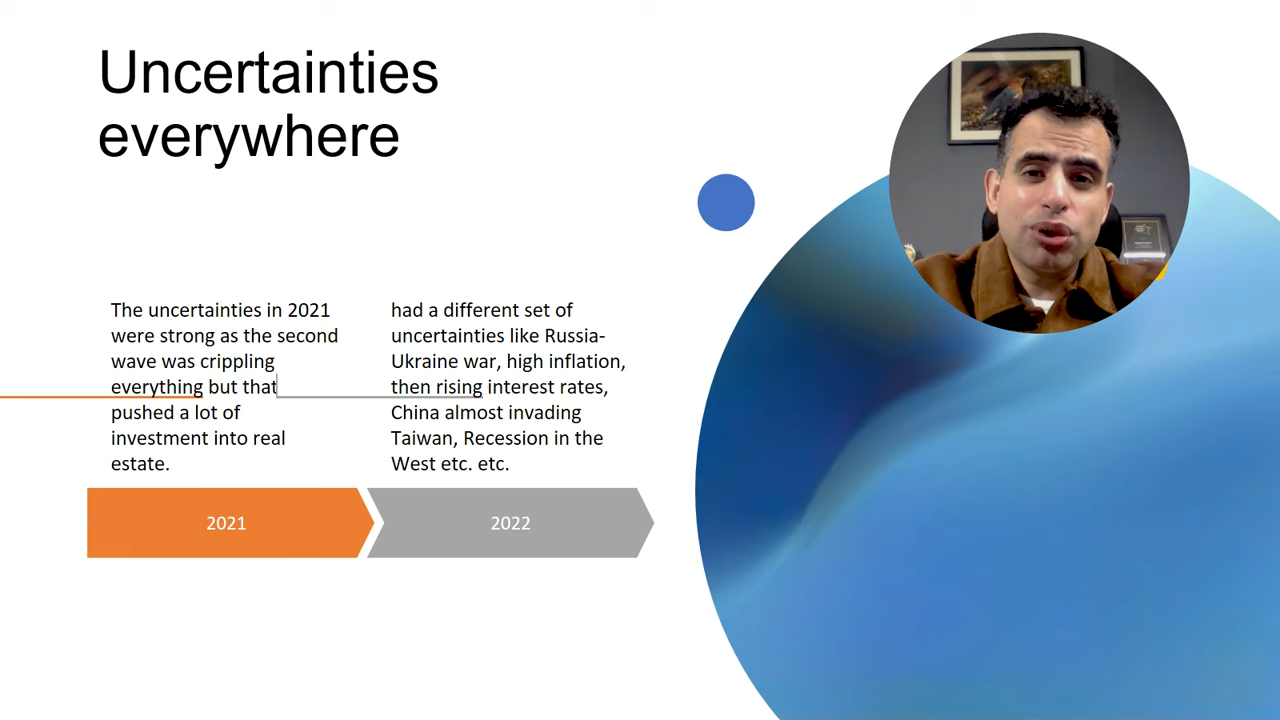 Uncertainties
everywhere
The uncertainties in 2021
were strong as the second
wave was crippling
everything but that
pushed a lot of
investment into real
estate.
had a different set of
uncertainties like Russia-
Ukraine war, high inflation,
then rising interest rates,
China almost invading
Taiwan, Recession in the
West etc. etc.
2021
2022